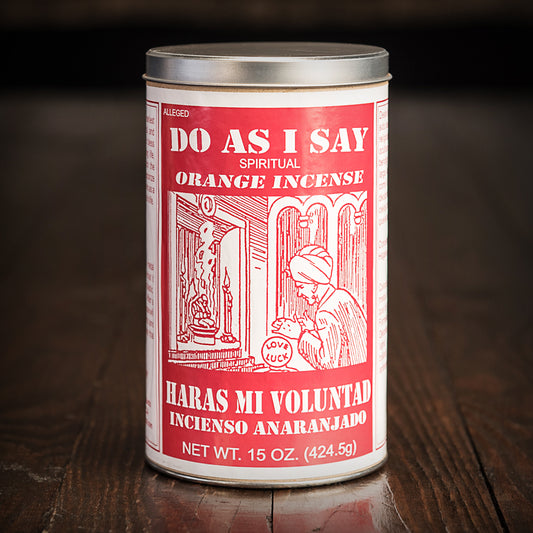 ALLEGED
DO AS I SAY
SPIRITUAL
ORANGE INCENSE
LOVE
LUCK
HARAS MI VOLUNTAD
INCIENSO ANARANJADO
NET WT. 15 OZ. (424.5g)